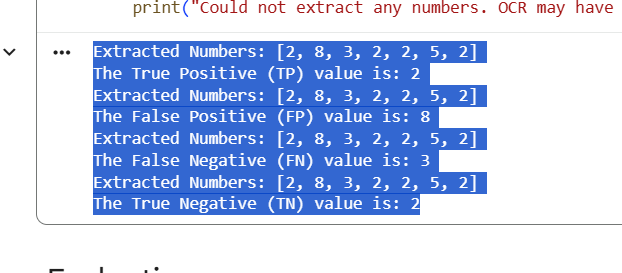 print("Could not extract any numbers. OCR may have
Extracted Numbers: [2, 8, 3, 2, 2, 5, 2]
The True Positive (TP) value is: 2
Extracted Numbers: [2, 8, 3, 2, 2, 5, 2]
The False Positive (FP) value is: 8
Extracted Numbers: [2, 8, 3, 2, 2, 5, 2]
The False Negative (FN) value is: 3
Extracted Numbers: [2, 8, 3, 2, 2, 5, 2]
The True Negative (TN) value is: 2